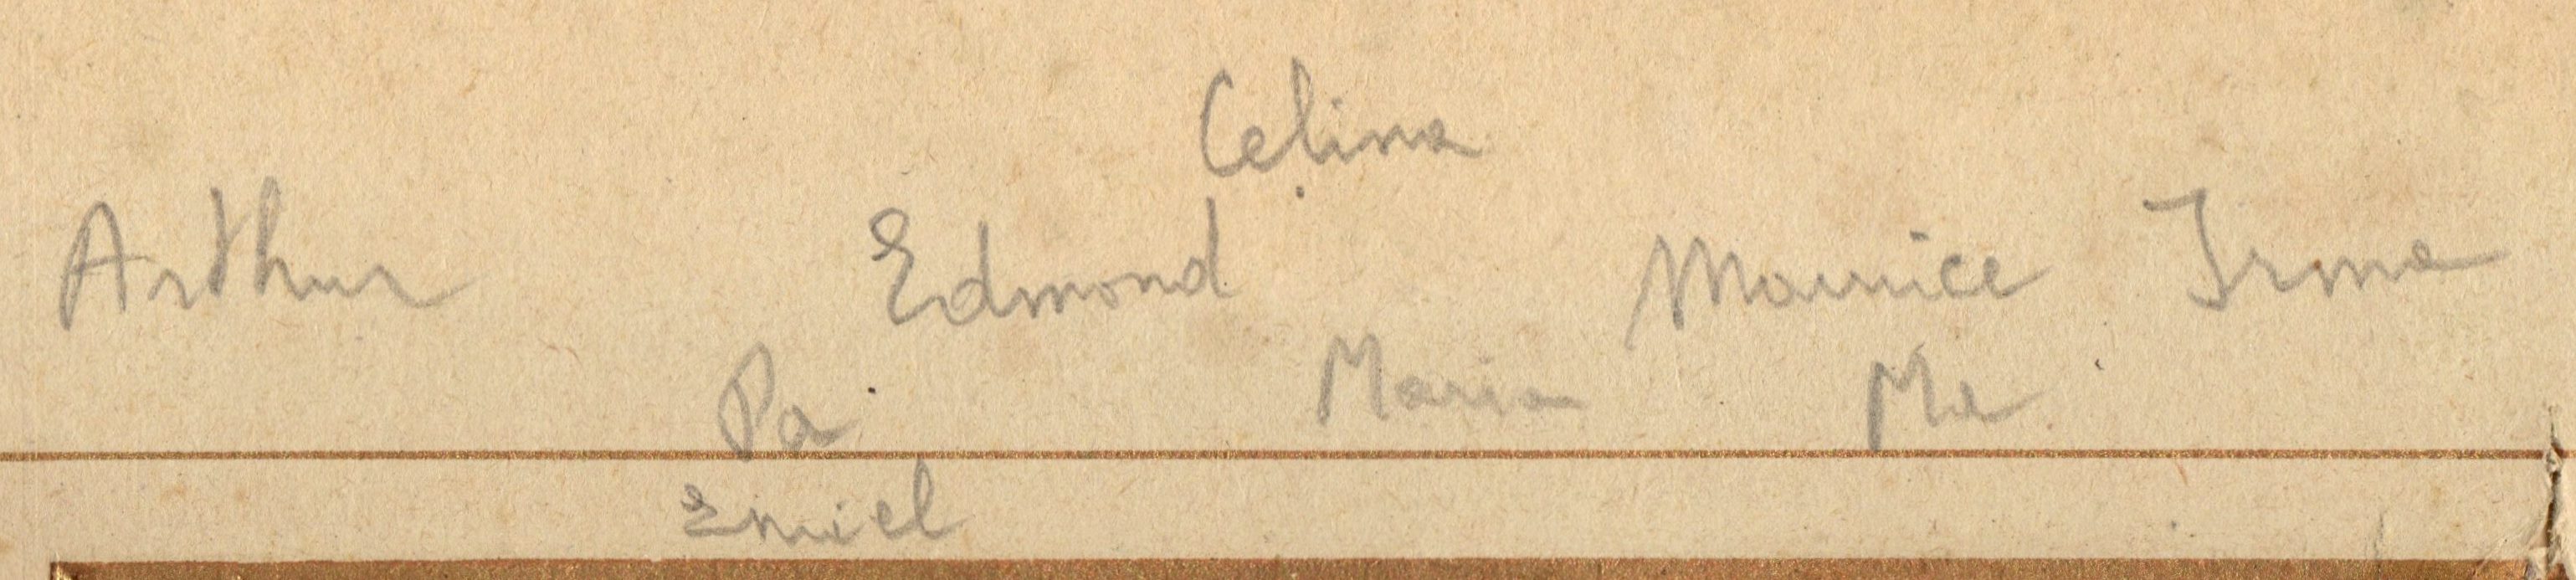 Celina
Arthur Edmond Maurice Irma
Pa Maria Ma
Emiel